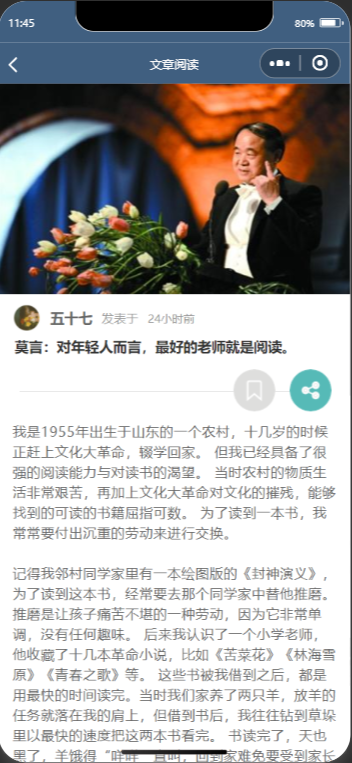 11:45
80%
文章阅读
五十七 发表于 24小时前
莫言：对年轻人而言，最好的老师就是阅读。
我是1955年出生于山东的一个农村，十几岁的时候
正赶上文化大革命，辍学回家。 但我已经具备了很
强的阅读能力与对读书的渴望。 当时农村的物质生
活非常艰苦，再加上文化大革命对文化的摧残，能够
找到的可读的书籍屈指可数。 为了读到一本书，我
常常要付出沉重的劳动来进行交换。
记得我邻村同学家里有一本绘图版的《封神演义》，
为了读到这本书，经常要去那个同学家中替他推磨。
推磨是让孩子痛苦不堪的一种劳动，因为它非常单
调，没有任何趣味。 后来我认识了一个小学老师，
他收藏了十几本革命小说，比如《苦菜花》《林海雪
原》《青春之歌》等。 这些书被我借到之后，都是
用最快的时间读完。当时我们家养了两只羊，放羊的
任务就落在我的肩上，但借到书后，我往往钻到草垛
里以最快的速度把这两本书看完。 书读完了，天也
黑了，羊饿得“咩咩”直叫，回到家难免要受到家长